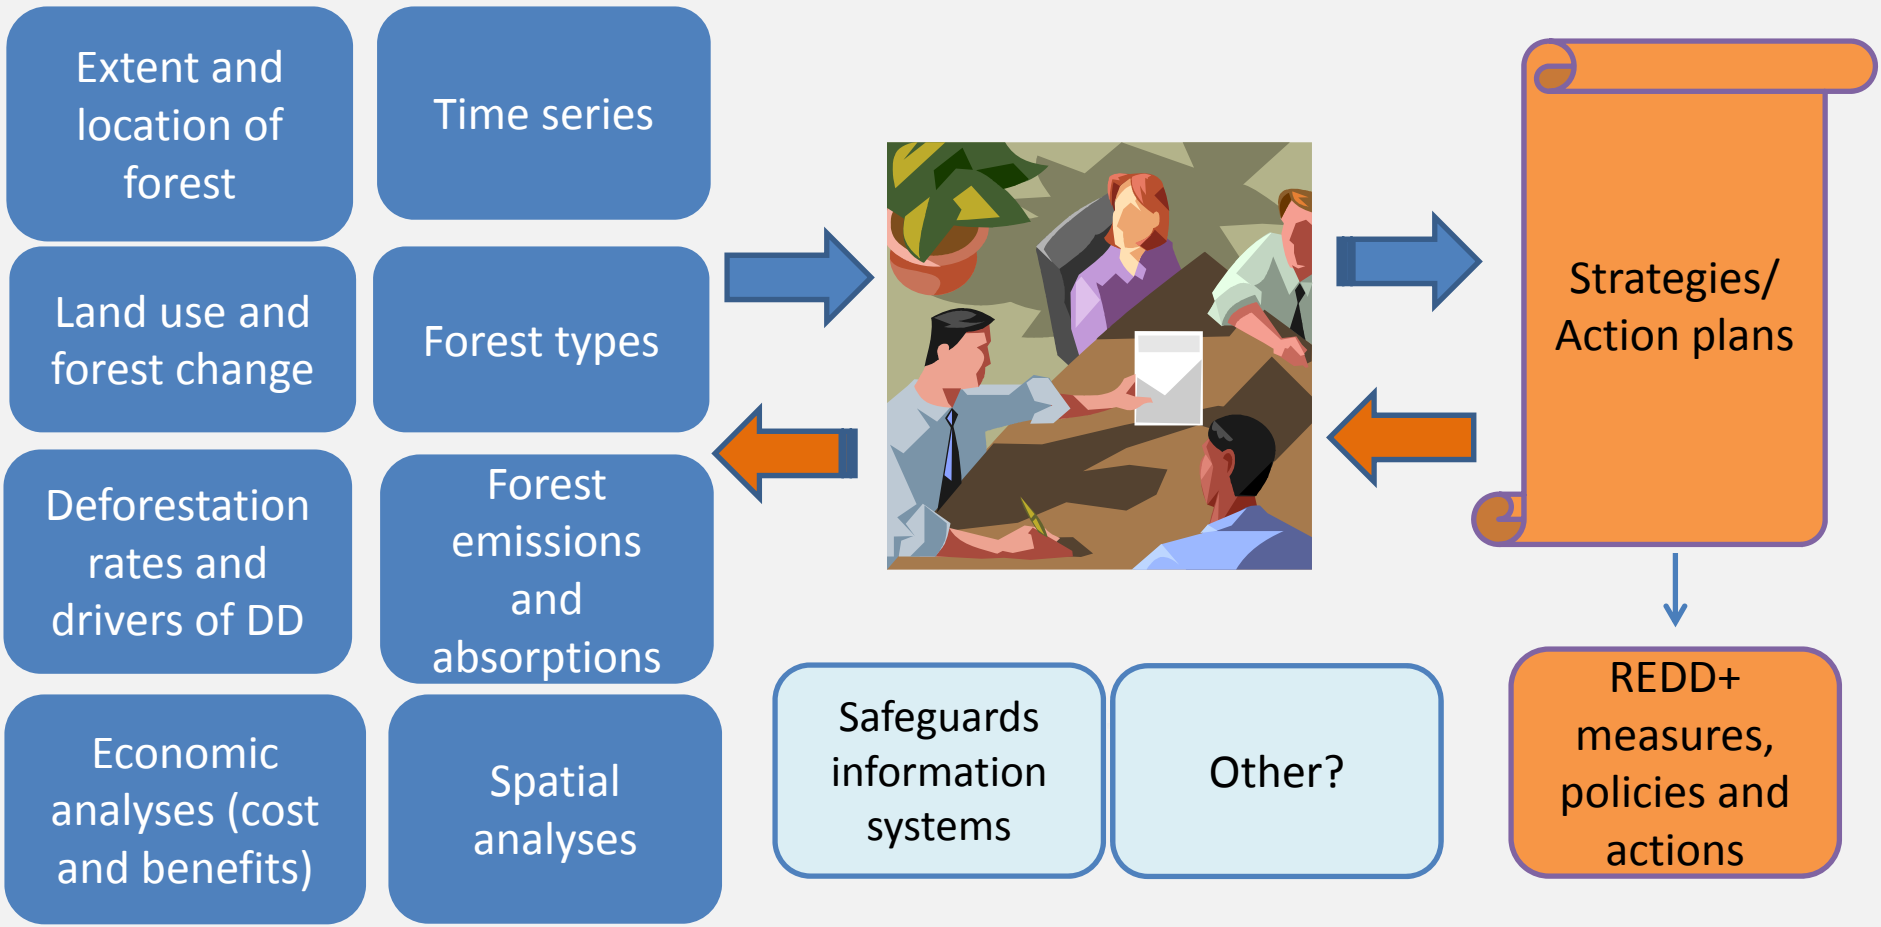 Extent and
location of
forest
Time series
Land use and
forest change
Forest types
Deforestation
rates and
drivers of DD
Forest
emissions
and
absorptions
Economic
analyses (cost
and benefits)
Spatial
analyses
Safeguards
information
systems
Other?
Strategies/
Action plans
REDD+
measures,
policies and
actions